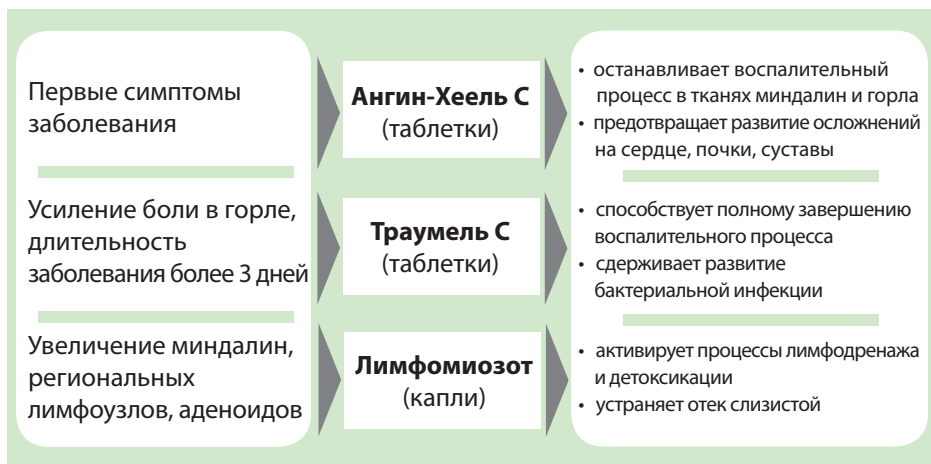 Первые симптомы
заболевания
Ангин-Хеель С
(таблетки)
• останавливает воспалительный
процесс в тканях миндалин и горла
• предотвращает развитие осложнений
на сердце, почки, суставы
Усиление боли в горле,
длительность
заболевания более 3 дней
Траумель С
(таблетки)
• способствует полному завершению
воспалительного процесса
• сдерживает развитие
бактериальной инфекции
Увеличение миндалин,
региональных
лимфоузлов, аденоидов
Лимфомиозот
(капли)
• активирует процессы лимфодренажа
и детоксикации
• устраняет отек слизистой